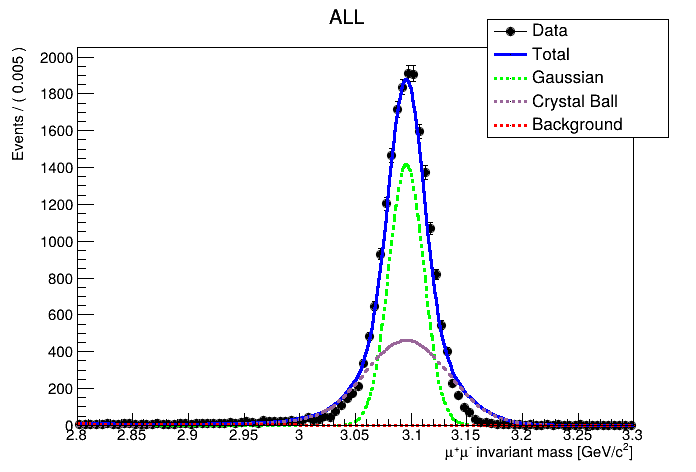 ALL
Data
Total
Gaussian
Crystal Ball
Background
Events / ( 0.005 )
2000
1800
1600
1400
1200
1000
800
600
400
200
0
2.8 2.85 2.9 2.95 3 3.05 3.1 3.15 3.2 3.25 3.3
μ⁺μ⁻ invariant mass [GeV/c²]